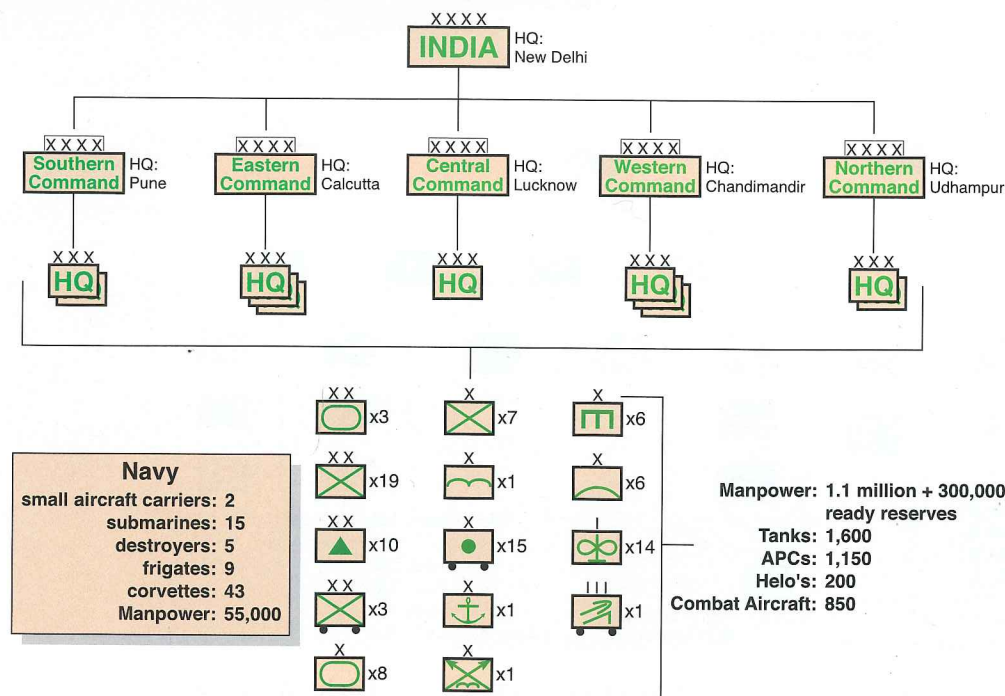 XXXX
INDIA
HQ:
New Delhi
XXXX
Southern
Command
HQ:
Pune
XXXX
Eastern
Command
HQ:
Calcutta
XXXX
Central
Command
HQ:
Lucknow
XXXX
Western
Command
HQ:
Chandimandir
XXXX
Northern
Command
HQ:
Udhampur
XXX
HQ
XXX
HQ
XXX
HQ
XXX
HQ
XXX
HQ
XX
x3
X
x7
X
x6
XX
x19
X
x1
X
x6
XX
x10
X
x15
I
x14
XX
x3
X
x1
III
x1
X
x8
X
x1
Navy
small aircraft carriers: 2
submarines: 15
destroyers: 5
frigates: 9
corvettes: 43
Manpower: 55,000
Manpower: 1.1 million + 300,000
ready reserves
Tanks: 1,600
APCs: 1,150
Helo's: 200
Combat Aircraft: 850